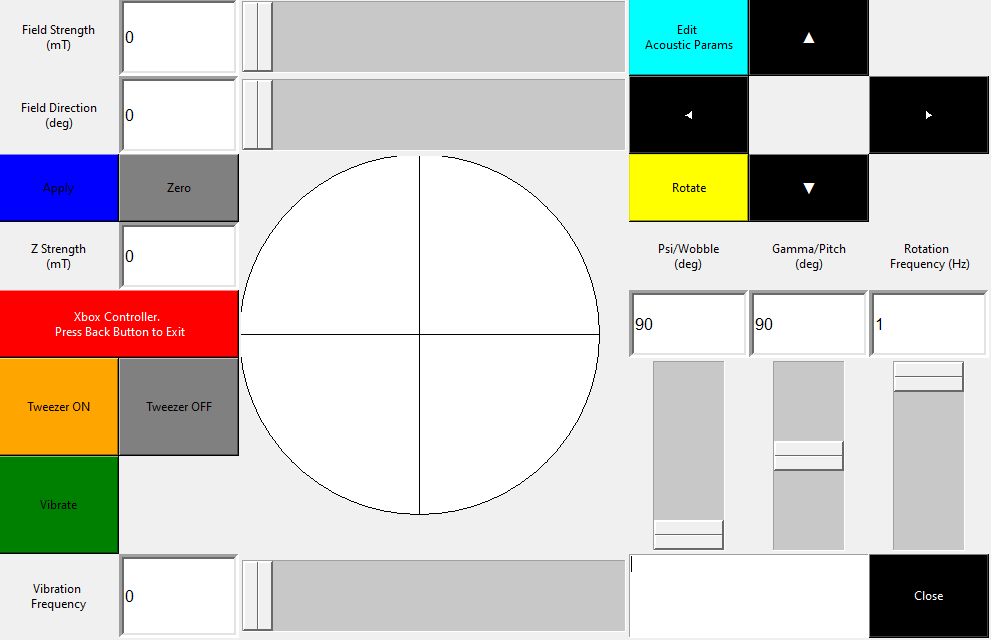 Field Strength
(mT)
0
Edit
Acoustic Params
▲
Field Direction
(deg)
0
◄
►
Apply
Zero
Rotate
▼
Z Strength
(mT)
0
Psi/Wobble
(deg)
Gamma/Pitch
(deg)
Rotation
Frequency (Hz)
Xbox Controller.
Press Back Button to Exit
90
90
1
Tweezer ON
Tweezer OFF
Vibrate
Vibration
Frequency
0
Close